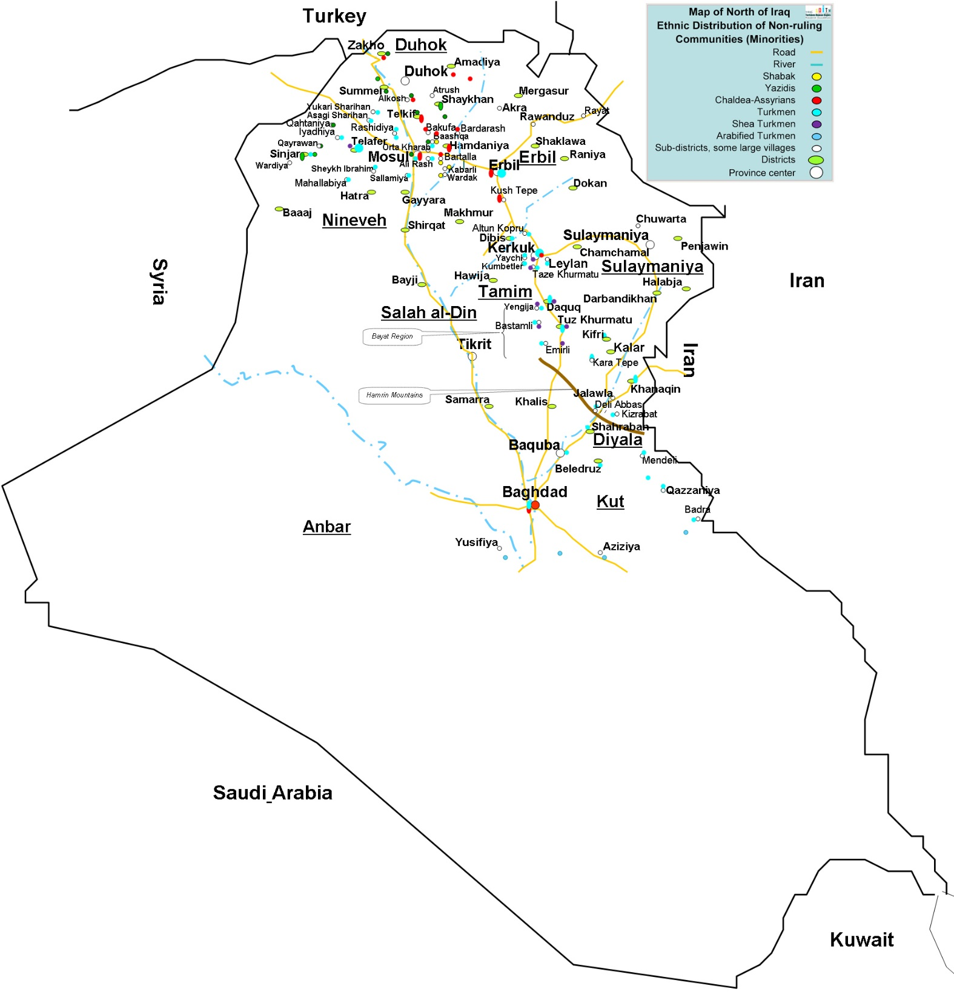 Turkey
Map of North of Iraq
Ethnic Distribution of Non-ruling
Communities (Minorities)
Road
River
Shabak
Yazidis
Chaldea-Assyrians
Turkmen
Shea Turkmen
Arabified Turkmen
Sub-districts, some large villages
Districts
Province center
Zakho
Duhok
Amadiya
Duhok
Summel
Alkosh
Atrush
Shaykhan
Mergasur
Yukari Sharihan
Asagi Sharihan
Telkif
Akra
Rawanduz
Rayat
Qahtaniya
Iyadhiya
Rashidiya
Bakufa
Bardarash
Baashqa
Qayrawan
Telafer
Orta Kharab
Hamdaniya
Shaklawa
Sinjar
Mosul
Bartalla
Erbil
Raniya
Wardiya
Sheykh Ibrahim
Ali Rash
Kabarli
Erbil
Mahallabiya
Sallamiya
Wardak
Dokan
Hatra
Gayyara
Kush Tepe
Baaaj
Nineveh
Makhmur
Shirqat
Chuwarta
Altun Kopru
Dibis
Sulaymaniya
Penjawin
Kerkuk
Chamchamal
Yaychi
Kumbetler
Leylan
Sulaymaniya
Taze Khurmatu
Syria
Iran
Bayji
Hawija
Halabja
Tamim
Darbandikhan
Salah al-Din
Yengija
Daquq
Bastamli
Tuz Khurmatu
Bayat Region
Kifri
Tikrit
Emirli
Kalar
Kara Tepe
Iran
Hamrin Mountains
Samarra
Khalis
Jalawla
Khanaqin
Deli Abbas
Kizrabat
Shahraban
Baquba
Diyala
Beledruz
Mendeli
Baghdad
Kut
Qazzaniya
Badra
Anbar
Yusifiya
Aziziya
Saudi_Arabia
Kuwait